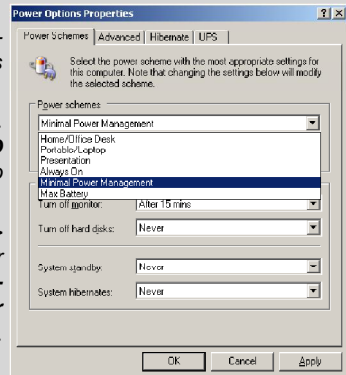 Power Options Properties
Power Schemes Advanced Hibernate UPS
Select the power scheme with the most appropriate settings for
this computer. Note that changing the settings below will modify
the selected scheme.
Power schemes
Minimal Power Management
Home/Office Desk
Portable/Laptop
Presentation
Always On
Minimal Power Management
Max Battery
Turn off monitor: After 15 mins
Turn off hard disks: Never
System standby: Never
System hibernates: Never
OK Cancel Apply